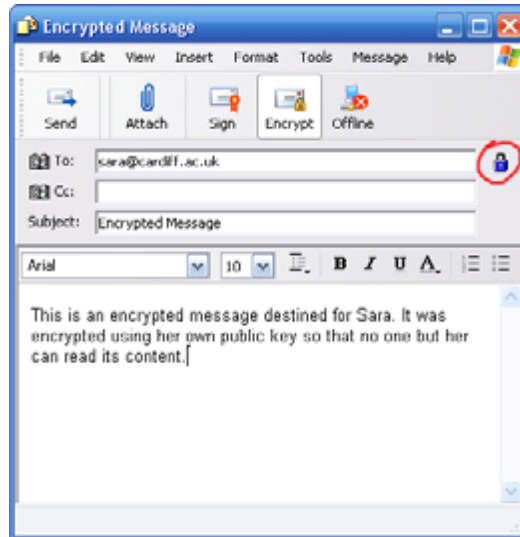 Encrypted Message
File Edit View Insert Format Tools Message Help
Send Attach Sign Encrypt Offline
To: sara@cardiff.ac.uk
Cc:
Subject: Encrypted Message
Arial 10 B I U A
This is an encrypted message destined for Sara. It was
encrypted using her own public key so that no one but her
can read its content.